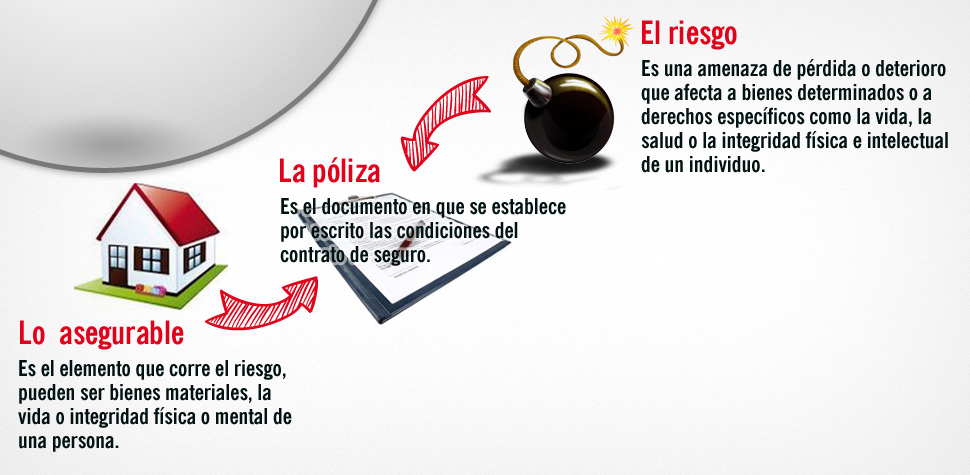 El riesgo
Es una amenaza de pérdida o deterioro
que afecta a bienes determinados o a
derechos específicos como la vida, la
salud o la integridad física e intelectual
de un individuo.
La póliza
Es el documento en que se establece
por escrito las condiciones del
contrato de seguro.
Lo asegurable
Es el elemento que corre el riesgo,
pueden ser bienes materiales, la
vida o integridad física o mental de
una persona.